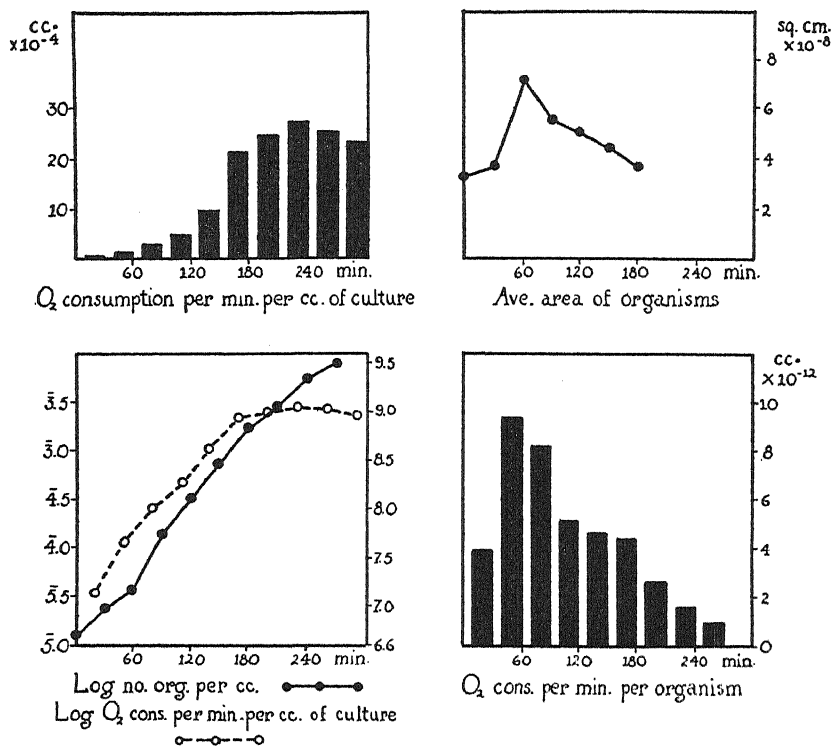 cc.
×10⁻⁴
30
20
10
60 120 180 240 min.
O₂ consumption per min. per cc. of culture
sq. cm.
×10⁻⁸
8
6
4
2
60 120 180 240 min.
Ave. area of organisms
3̄.5
3̄.0
4̄.5
4̄.0
5̄.5
5̄.0
9.5
9.0
8.5
8.0
7.5
7.0
6.6
60 120 180 240 min.
Log no. org. per cc.
Log O₂ cons. per min. per cc. of culture
cc.
×10⁻¹²
10
8
6
4
2
0
60 120 180 240 min.
O₂ cons. per min. per organism